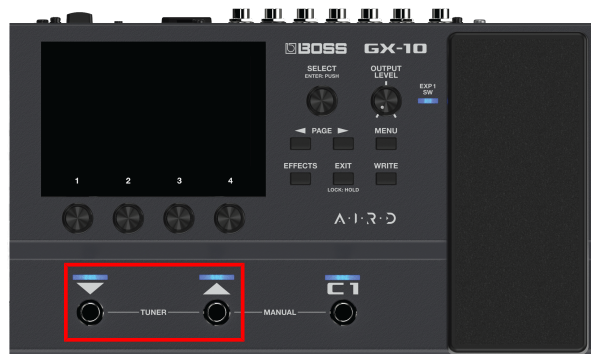 BOSS GX-10
SELECT
ENTER: PUSH
OUTPUT
LEVEL
EXP 1
SW
PAGE
MENU
EFFECTS
EXIT
WRITE
LOCK: HOLD
1 2 3 4
A·I·R·D
C1
TUNER
MANUAL